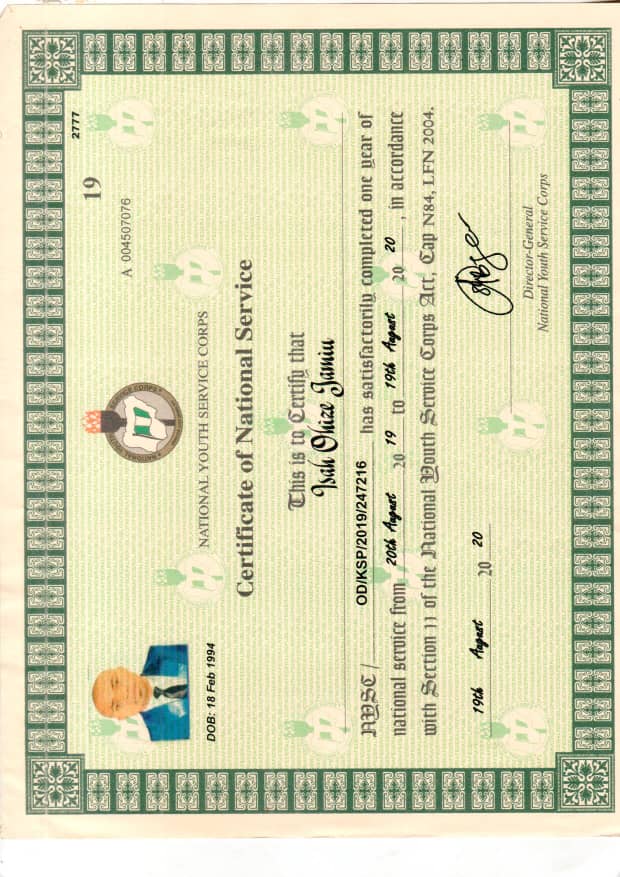 2777
19
A 004507076
NATIONAL YOUTH SERVICE CORPS
Certificate of National Service
DOB: 18 Feb 1994
This is to Certify that
Isah Ohize Jamiu
NYSC/ OD/KSP/2019/247216 has satisfactorily completed one year of
national service from 20th August 20 19 to 19th August 20 20, in accordance
with Section 11 of the National Youth Service Corps Act, Cap N84, LFN 2004.
19th August 20 20
Director-General
National Youth Service Corps